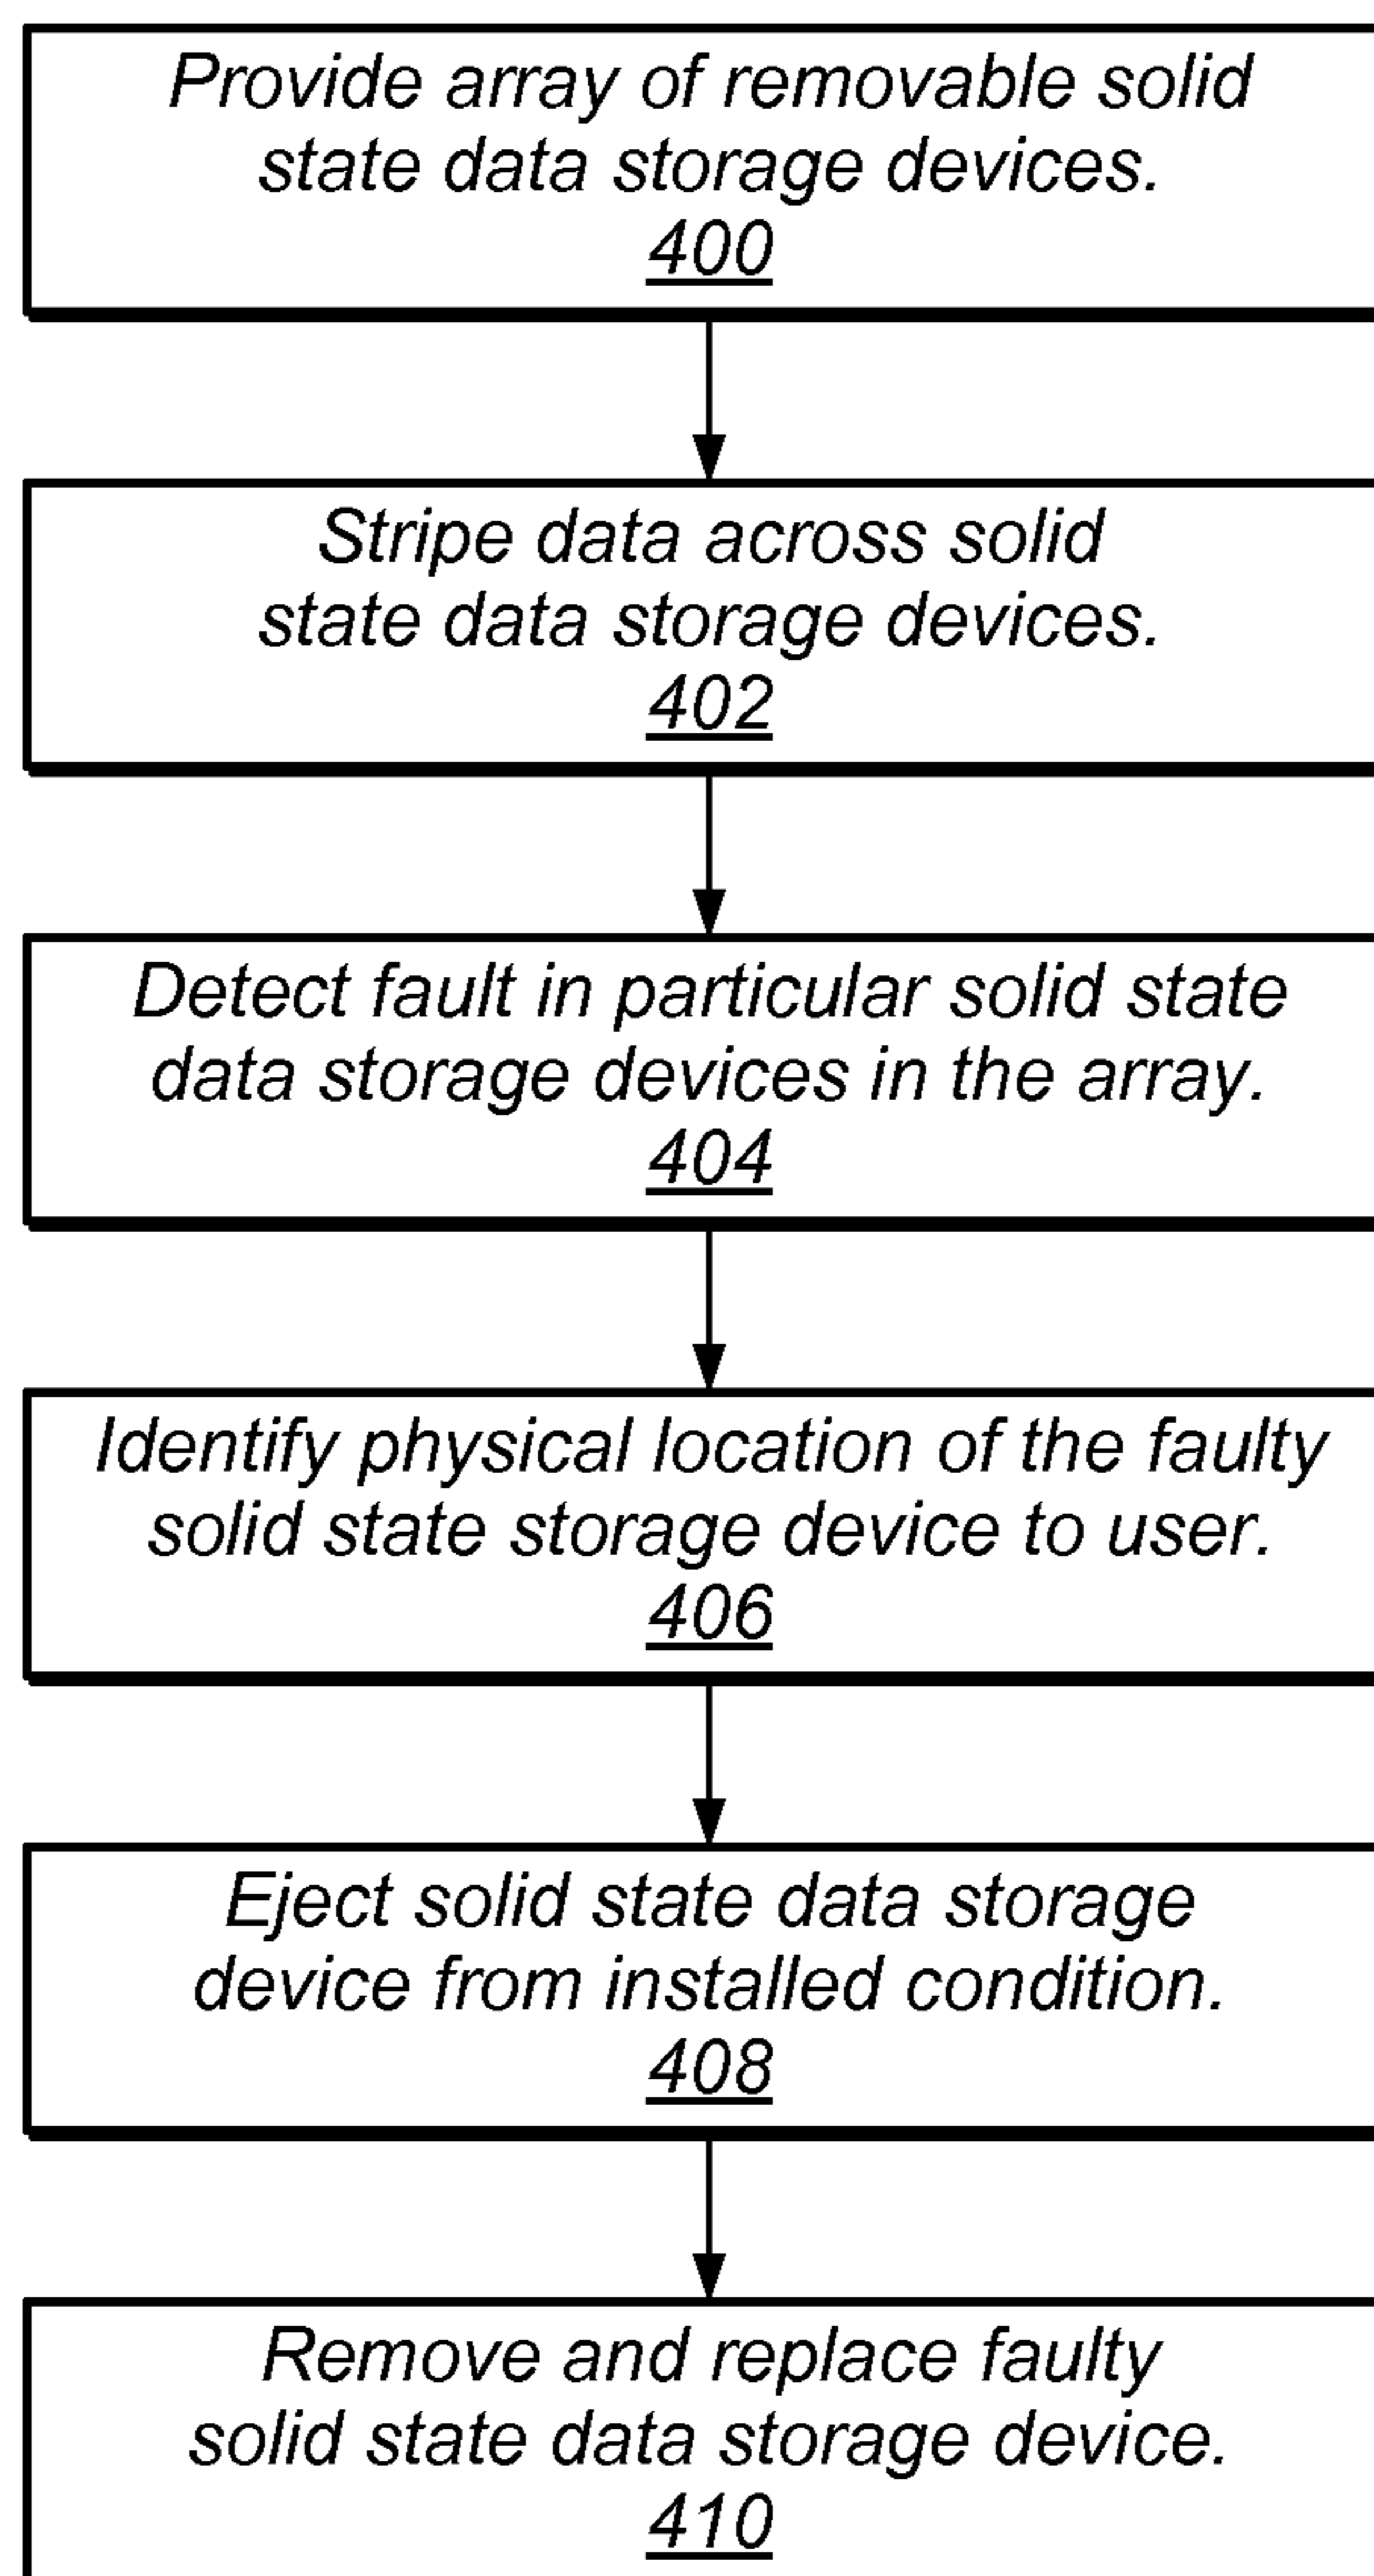 Provide array of removable solid
state data storage devices.
400
Stripe data across solid
state data storage devices.
402
Detect fault in particular solid state
data storage devices in the array.
404
Identify physical location of the faulty
solid state storage device to user.
406
Eject solid state data storage
device from installed condition.
408
Remove and replace faulty
solid state data storage device.
410